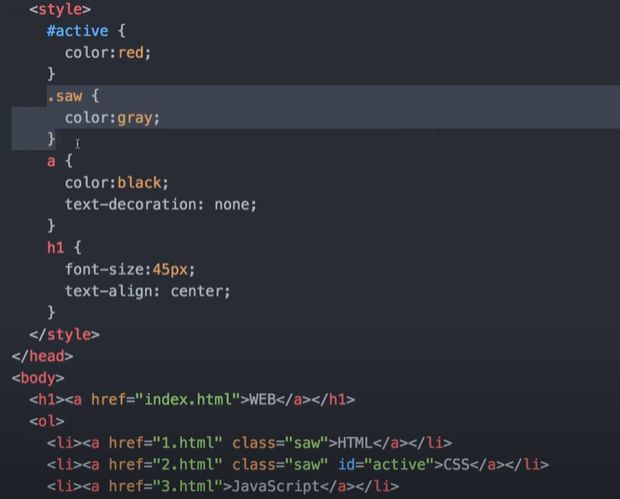 <style>
#active {
color:red;
}
.saw {
color:gray;
}
a {
color:black;
text-decoration: none;
}
h1 {
font-size:45px;
text-align: center;
}
</style>
</head>
<body>
<h1><a href="index.html">WEB</a></h1>
<ol>
<li><a href="1.html" class="saw">HTML</a></li>
<li><a href="2.html" class="saw" id="active">CSS</a></li>
<li><a href="3.html">JavaScript</a></li>